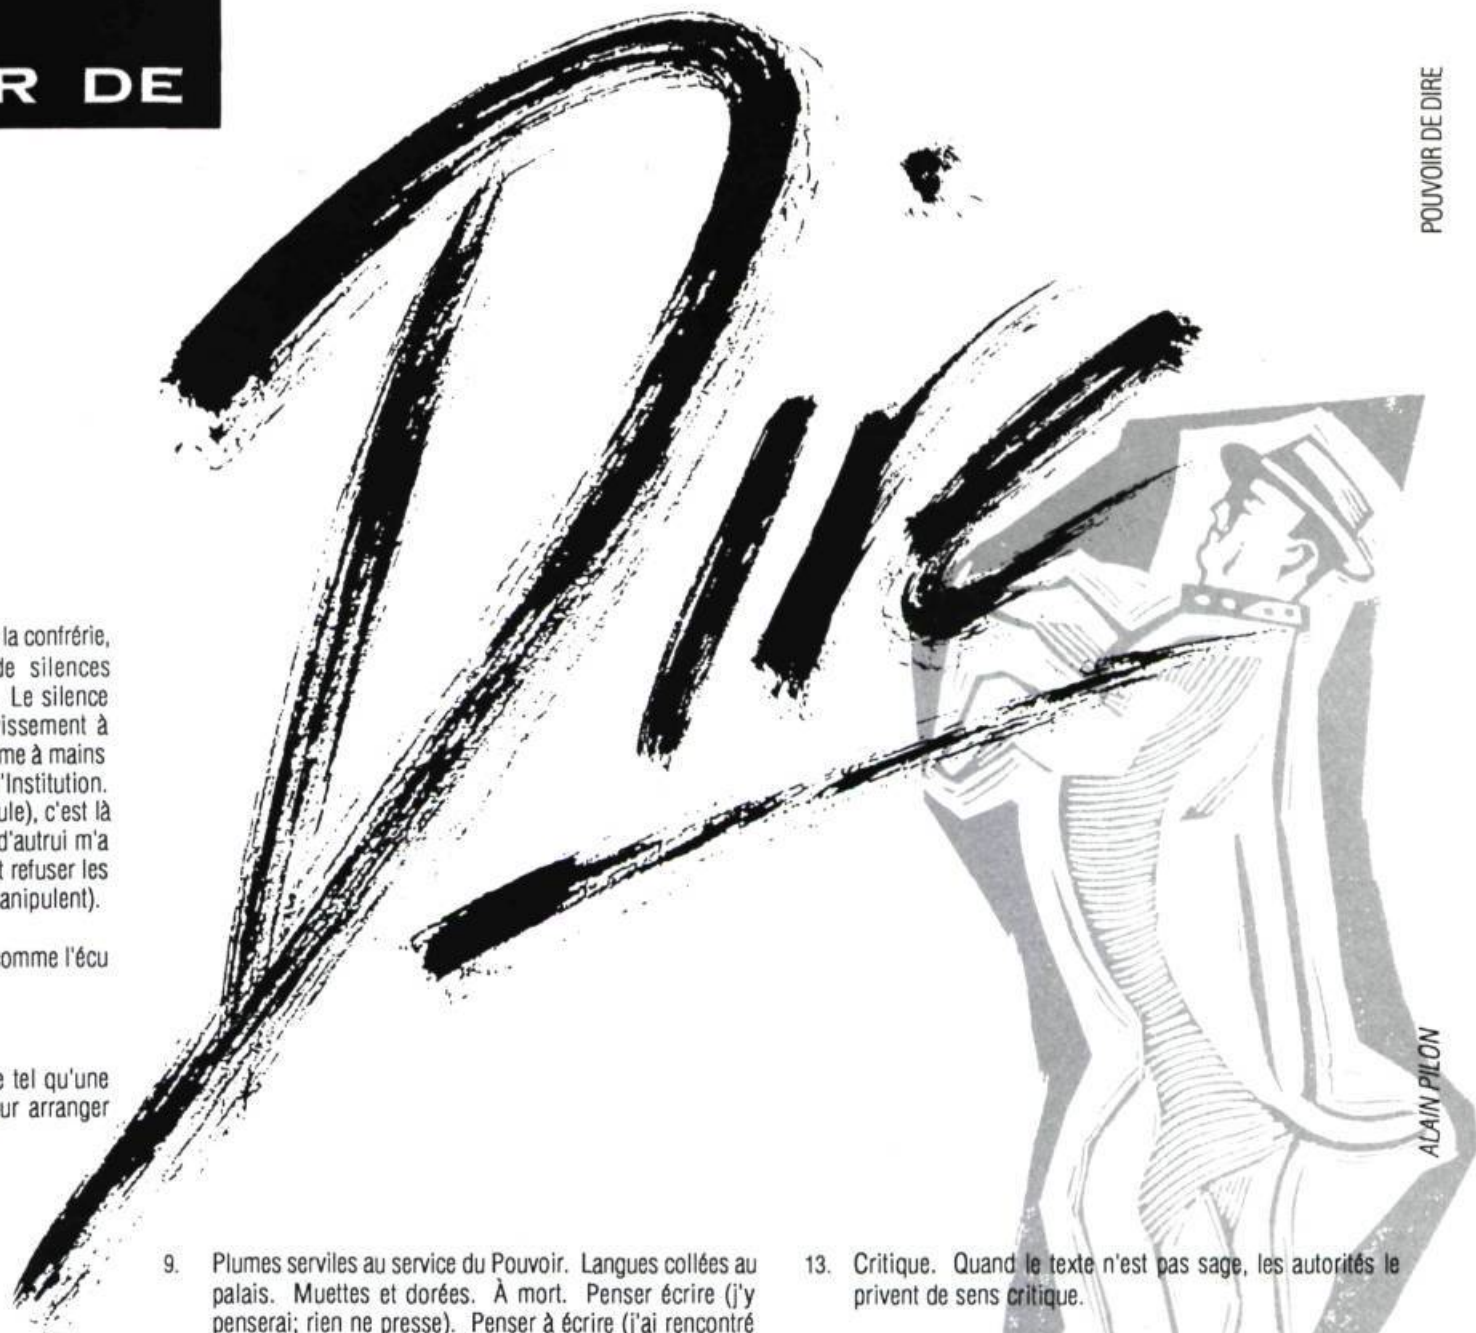 R DE
Dire
POUVOIR DE DIRE
la confrérie,
de silences
Le silence
issement à
me à mains
l'Institution.
ule), c'est là
d'autrui m'a
t refuser les
anipulent).
omme l'écu
e tel qu'une
ur arranger
ALAIN PILON
9. Plumes serviles au service du Pouvoir. Langues collées au
palais. Muettes et dorées. À mort. Penser écrire (j'y
penserai; rien ne presse). Penser à écrire (j'ai rencontré
13. Critique. Quand le texte n'est pas sage, les autorités le
privent de sens critique.